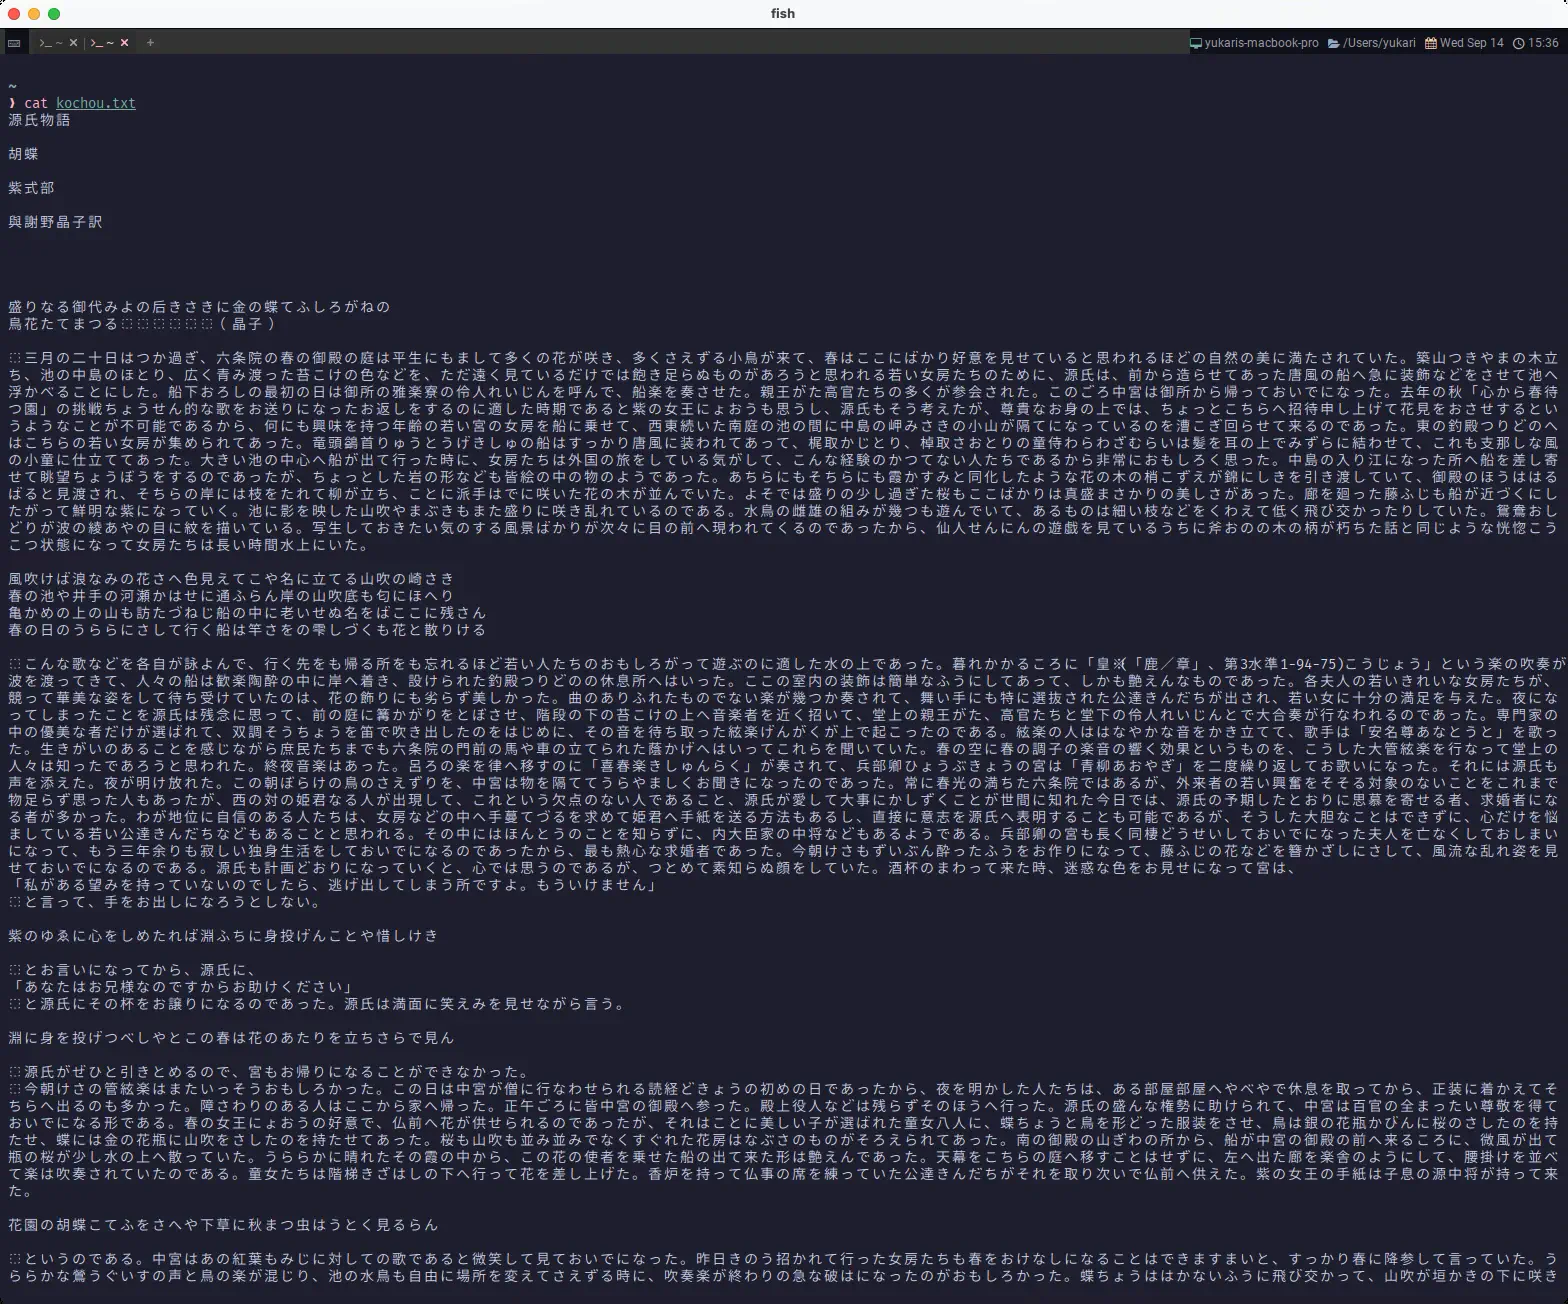 fish
~ × | ~ × + yukaris-macbook-pro /Users/yukari Wed Sep 14 15:36
~
❯ cat kochou.txt
源氏物語
胡蝶
紫式部
與謝野晶子訳
盛りなる御代みよの后きさきに金の蝶てふしろがねの
鳥花たてまつる（晶子）
三月の二十日はつか過ぎ、六条院の春の御殿の庭は平生にもまして多くの花が咲き、多くさえずる小鳥が来て、春はここにばかり好意を見せていると思われるほどの自然の美に満たされていた。築山つきやまの木立
ち、池の中島のほとり、広く青み渡った苔こけの色などを、ただ遠く見ているだけでは飽き足らぬものがあろうと思われる若い女房たちのために、源氏は、前から造らせてあった唐風の船へ急に装飾などをさせて池へ
浮かべることにした。船下おろしの最初の日は御所の雅楽寮の伶人れいじんを呼んで、船楽を奏させた。親王がた高官たちの多くが参会された。このごろ中宮は御所から帰っておいでになった。去年の秋「心から春待
つ園」の挑戦ちょうせん的な歌をお送りになったお返しをするのに適した時期であると紫の女王にょおうも思うし、源氏もそう考えたが、尊貴なお身の上では、ちょっとこちらへ招待申し上げて花見をおさせするとい
うようなことが不可能であるから、何にも興味を持つ年齢の若い宮の女房を船に乗せて、西東続いた南庭の池の間に中島の岬みさきの小山が隔てになっているのを漕こぎ回らせて来るのであった。東の釣殿つりどのへ
はこちらの若い女房が集められてあった。竜頭鷁首りゅうとうげきしゅの船はすっかり唐風に装われてあって、梶取かじとり、棹取さおとりの童侍わらわざむらいは髪を耳の上でみずらに結わせて、これも支那しな風
の小童に仕立ててあった。大きい池の中心へ船が出て行った時に、女房たちは外国の旅をしている気がして、こんな経験のかつてない人たちであるから非常におもしろく思った。中島の入り江になった所へ船を差し寄
せて眺望ちょうぼうをするのであったが、ちょっとした岩の形なども皆絵の中の物のようであった。あちらにもそちらにも霞かすみと同化したような花の木の梢こずえが錦にしきを引き渡していて、御殿のほうははる
ばると見渡され、そちらの岸には枝をたれて柳が立ち、ことに派手はでに咲いた花の木が並んでいた。よそでは盛りの少し過ぎた桜もここばかりは真盛まさかりの美しさがあった。廊を廻った藤ふじも船が近づくにし
たがって鮮明な紫になっていく。池に影を映した山吹やまぶきもまた盛りに咲き乱れているのである。水鳥の雌雄の組みが幾つも遊んでいて、あるものは細い枝などをくわえて低く飛び交かったりしていた。鴛鴦おし
どりが波の綾あやの目に紋を描いている。写生しておきたい気のする風景ばかりが次々に目の前へ現われてくるのであったから、仙人せんにんの遊戯を見ているうちに斧おのの木の柄が朽ちた話と同じような恍惚こう
こつ状態になって女房たちは長い時間水上にいた。
風吹けば浪なみの花さへ色見えてこや名に立てる山吹の崎さき
春の池や井手の河瀬かはせに通ふらん岸の山吹底も匂にほへり
亀かめの上の山も訪たづねじ船の中に老いせぬ名をばここに残さん
春の日のうららにさして行く船は竿さをの雫しづくも花と散りける
こんな歌などを各自が詠よんで、行く先をも帰る所をも忘れるほど若い人たちのおもしろがって遊ぶのに適した水の上であった。暮れかかるころに「皇※(「鹿／章」、第3水準1-94-75)こうじょう」という楽の吹奏が
波を渡ってきて、人々の船は歓楽陶酔の中に岸へ着き、設けられた釣殿つりどのの休息所へはいった。ここの室内の装飾は簡単なふうにしてあって、しかも艶えんなものであった。各夫人の若いきれいな女房たちが、
競って華美な姿をして待ち受けていたのは、花の飾りにも劣らず美しかった。曲のありふれたものでない楽が幾つか奏されて、舞い手にも特に選抜された公達きんだちが出され、若い女に十分の満足を与えた。夜にな
ってしまったことを源氏は残念に思って、前の庭に篝かがりをとぼさせ、階段の下の苔こけの上へ音楽者を近く招いて、堂上の親王がた、高官たちと堂下の伶人れいじんとで大合奏が行なわれるのであった。専門家の
中の優美な者だけが選ばれて、双調そうちょうを笛で吹き出したのをはじめに、その音を待ち取った絃楽げんがくが上で起こったのである。絃楽の人ははなやかな音をかき立てて、歌手は「安名尊あなとうと」を歌っ
た。生きがいのあることを感じながら庶民たちまでも六条院の門前の馬や車の立てられた蔭かげへはいってこれらを聞いていた。春の空に春の調子の楽音の響く効果というものを、こうした大管絃楽を行なって堂上の
人々は知ったであろうと思われた。終夜音楽はあった。呂ろの楽を律へ移すのに「喜春楽きしゅんらく」が奏されて、兵部卿ひょうぶきょうの宮は「青柳あおやぎ」を二度繰り返してお歌いになった。それには源氏も
声を添えた。夜が明け放れた。この朝ぼらけの鳥のさえずりを、中宮は物を隔ててうらやましくお聞きになったのであった。常に春光の満ちた六条院ではあるが、外来者の若い興奮をそそる対象のないことをこれまで
物足らず思った人もあったが、西の対の姫君なる人が出現して、これという欠点のない人であること、源氏が愛して大事にかしずくことが世間に知れた今日では、源氏の予期したとおりに思慕を寄せる者、求婚者にな
る者が多かった。わが地位に自信のある人たちは、女房などの中へ手蔓てづるを求めて姫君へ手紙を送る方法もあるし、直接に意志を源氏へ表明することも可能であるが、そうした大胆なことはできずに、心だけを悩
ましている若い公達きんだちなどもあることと思われる。その中にはほんとうのことを知らずに、内大臣家の中将などもあるようである。兵部卿の宮も長く同棲どうせいしておいでになった夫人を亡なくしておしまい
になって、もう三年余りも寂しい独身生活をしておいでになるのであったから、最も熱心な求婚者であった。今朝けさもずいぶん酔ったふうをお作りになって、藤ふじの花などを簪かざしにさして、風流な乱れ姿を見
せておいでになるのである。源氏も計画どおりになっていくと、心では思うのであるが、つとめて素知らぬ顔をしていた。酒杯のまわって来た時、迷惑な色をお見せになって宮は、
「私がある望みを持っていないのでしたら、逃げ出してしまう所ですよ。もういけません」
と言って、手をお出しになろうとしない。
紫のゆゑに心をしめたれば淵ふちに身投げんことや惜しけき
とお言いになってから、源氏に、
「あなたはお兄様なのですからお助けください」
と源氏にその杯をお譲りになるのであった。源氏は満面に笑えみを見せながら言う。
淵に身を投げつべしやとこの春は花のあたりを立ちさらで見ん
源氏がぜひと引きとめるので、宮もお帰りになることができなかった。
今朝けさの管絃楽はまたいっそうおもしろかった。この日は中宮が僧に行なわせられる読経どきょうの初めの日であったから、夜を明かした人たちは、ある部屋部屋へやべやで休息を取ってから、正装に着かえてそ
ちらへ出るのも多かった。障さわりのある人はここから家へ帰った。正午ごろに皆中宮の御殿へ参った。殿上役人などは残らずそのほうへ行った。源氏の盛んな権勢に助けられて、中宮は百官の全まったい尊敬を得て
おいでになる形である。春の女王にょおうの好意で、仏前へ花が供せられるのであったが、それはことに美しい子が選ばれた童女八人に、蝶ちょうと鳥を形どった服装をさせ、鳥は銀の花瓶かびんに桜のさしたのを持
たせ、蝶には金の花瓶に山吹をさしたのを持たせてあった。桜も山吹も並み並みでなくすぐれた花房はなぶさのものがそろえられてあった。南の御殿の山ぎわの所から、船が中宮の御殿の前へ来るころに、微風が出て
瓶の桜が少し水の上へ散っていた。うららかに晴れたその霞の中から、この花の使者を乗せた船の出て来た形は艶えんであった。天幕をこちらの庭へ移すことはせずに、左へ出た廊を楽舎のようにして、腰掛けを並べ
て楽は吹奏されていたのである。童女たちは階梯きざはしの下へ行って花を差し上げた。香炉を持って仏事の席を練っていた公達きんだちがそれを取り次いで仏前へ供えた。紫の女王の手紙は子息の源中将が持って来
た。
花園の胡蝶こてふをさへや下草に秋まつ虫はうとく見るらん
というのである。中宮はあの紅葉もみじに対しての歌であると微笑して見ておいでになった。昨日きのう招かれて行った女房たちも春をおけなしになることはできますまいと、すっかり春に降参して言っていた。う
ららかな鶯うぐいすの声と鳥の楽が混じり、池の水鳥も自由に場所を変えてさえずる時に、吹奏楽が終わりの急な破はになったのがおもしろかった。蝶ちょうははかないふうに飛び交かって、山吹が垣かきの下に咲き